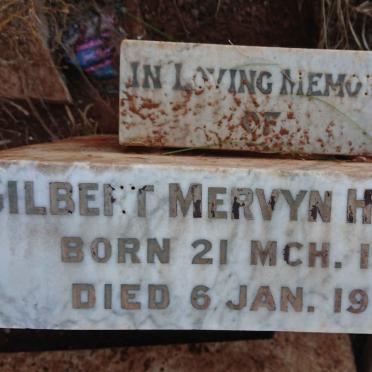 IN LOVING MEMO
OF
GILBERT MERVYN H
BORN 21 MCH. 1
DIED 6 JAN. 19